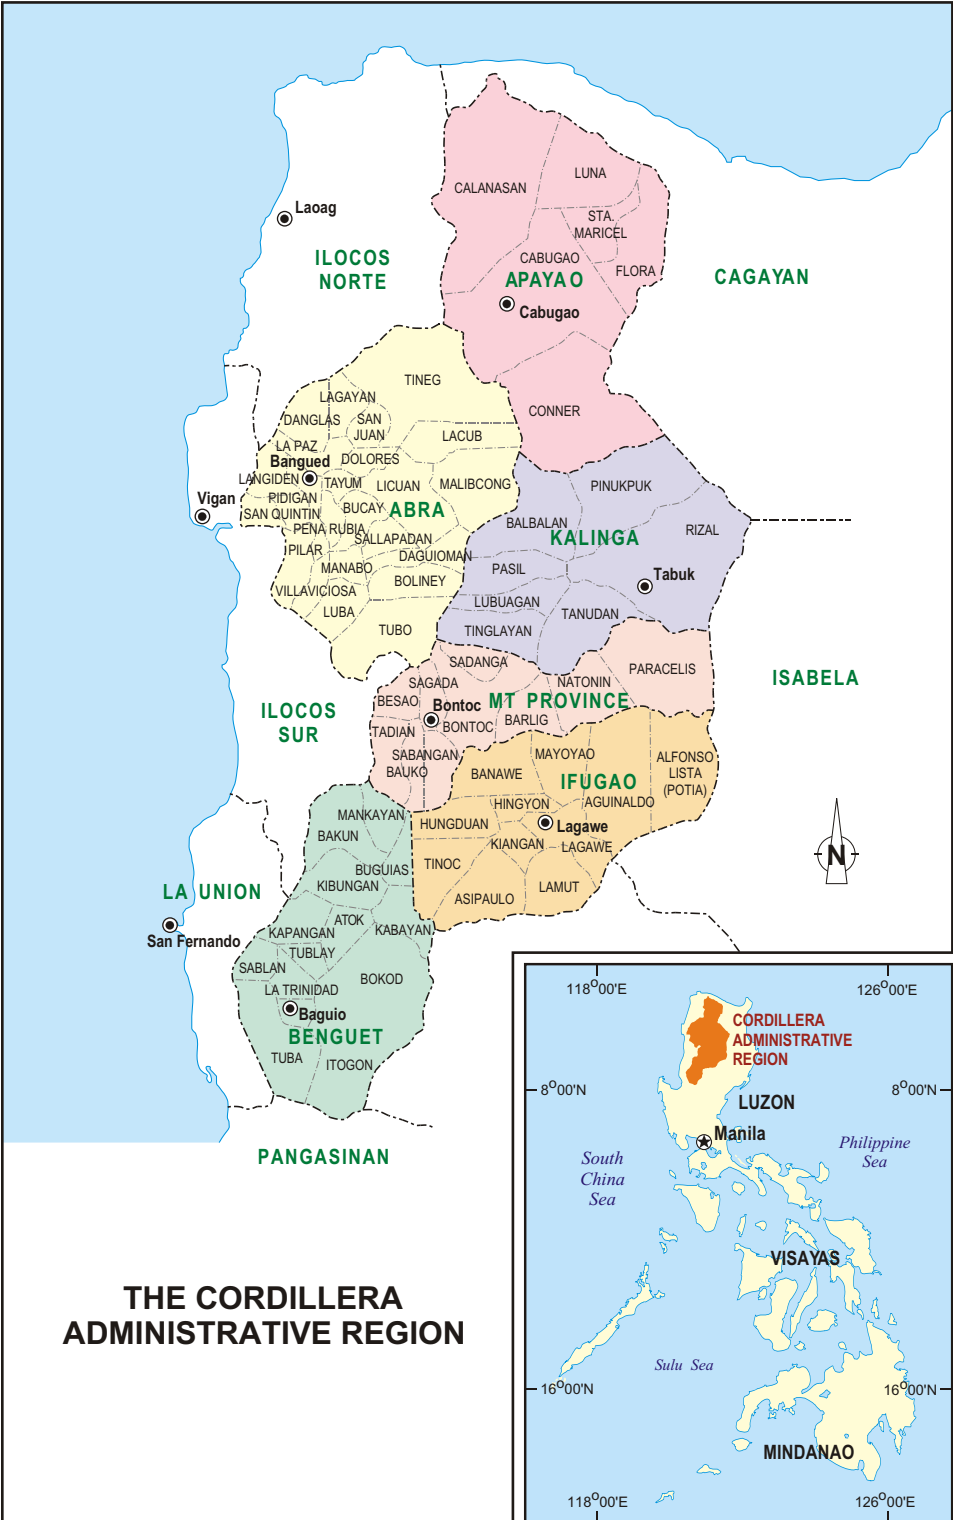 CALANASAN
LUNA
STA.
MARICEL
CABUGAO
FLORA
APAYAO
Cabugao
CONNER
Laoag
ILOCOS
NORTE
CAGAYAN
TINEG
LAGAYAN
DANGLAS
SAN
JUAN
LACUB
LA PAZ
Bangued
DOLORES
LANGIDEN
TAYUM
LICUAN
MALIBCONG
PIDIGAN
BUCAY
ABRA
SAN QUINTIN
PENA RUBIA
SALLAPADAN
PILAR
DAGUIOMAN
MANABO
BOLINEY
VILLAVICIOSA
LUBA
TUBO
Vigan
PINUKPUK
BALBALAN
KALINGA
RIZAL
PASIL
Tabuk
LUBUAGAN
TANUDAN
TINGLAYAN
SADANGA
PARACELIS
SAGADA
NATONIN
BESAO
MT PROVINCE
Bontoc
BARLIG
TADIAN
BONTOC
SABANGAN
BAUKO
ISABELA
ILOCOS
SUR
MAYOYAO
ALFONSO
LISTA
(POTIA)
BANAWE
IFUGAO
HINGYON
AGUINALDO
HUNGDUAN
Lagawe
KIANGAN
LAGAWE
TINOC
LAMUT
ASIPAULO
MANKAYAN
BAKUN
BUGUIAS
KIBUNGAN
ATOK
KAPANGAN
KABAYAN
TUBLAY
SABLAN
BOKOD
LA TRINIDAD
Baguio
BENGUET
TUBA
ITOGON
LA UNION
San Fernando
PANGASINAN
N
THE CORDILLERA
ADMINISTRATIVE REGION
118°00'E
126°00'E
CORDILLERA
ADMINISTRATIVE
REGION
8°00'N
8°00'N
LUZON
Manila
South
China
Sea
Philippine
Sea
VISAYAS
Sulu Sea
16°00'N
16°00'N
MINDANAO
118°00'E
126°00'E